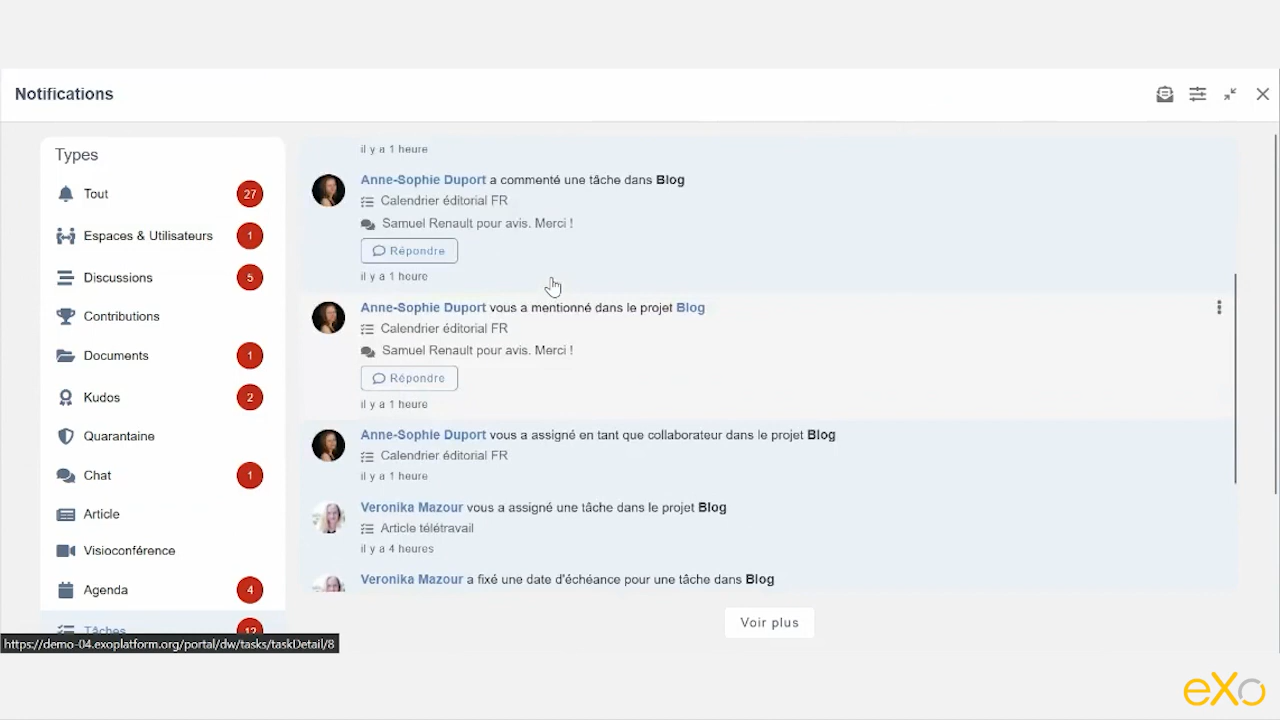 Notifications
Types
Tout
27
Espaces & Utilisateurs
1
Discussions
5
Contributions
Documents
1
Kudos
2
Quarantaine
Chat
1
Article
Visioconférence
Agenda
4
Tâches
12
il y a 1 heure
Anne-Sophie Duport a commenté une tâche dans Blog
Calendrier éditorial FR
Samuel Renault pour avis. Merci !
Répondre
il y a 1 heure
Anne-Sophie Duport vous a mentionné dans le projet Blog
Calendrier éditorial FR
Samuel Renault pour avis. Merci !
Répondre
il y a 1 heure
Anne-Sophie Duport vous a assigné en tant que collaborateur dans le projet Blog
Calendrier éditorial FR
il y a 1 heure
Veronika Mazour vous a assigné une tâche dans le projet Blog
Article télétravail
il y a 4 heures
Veronika Mazour a fixé une date d'échéance pour une tâche dans Blog
Voir plus
https://demo-04.exoplatform.org/portal/dw/tasks/taskDetail/8
eXo